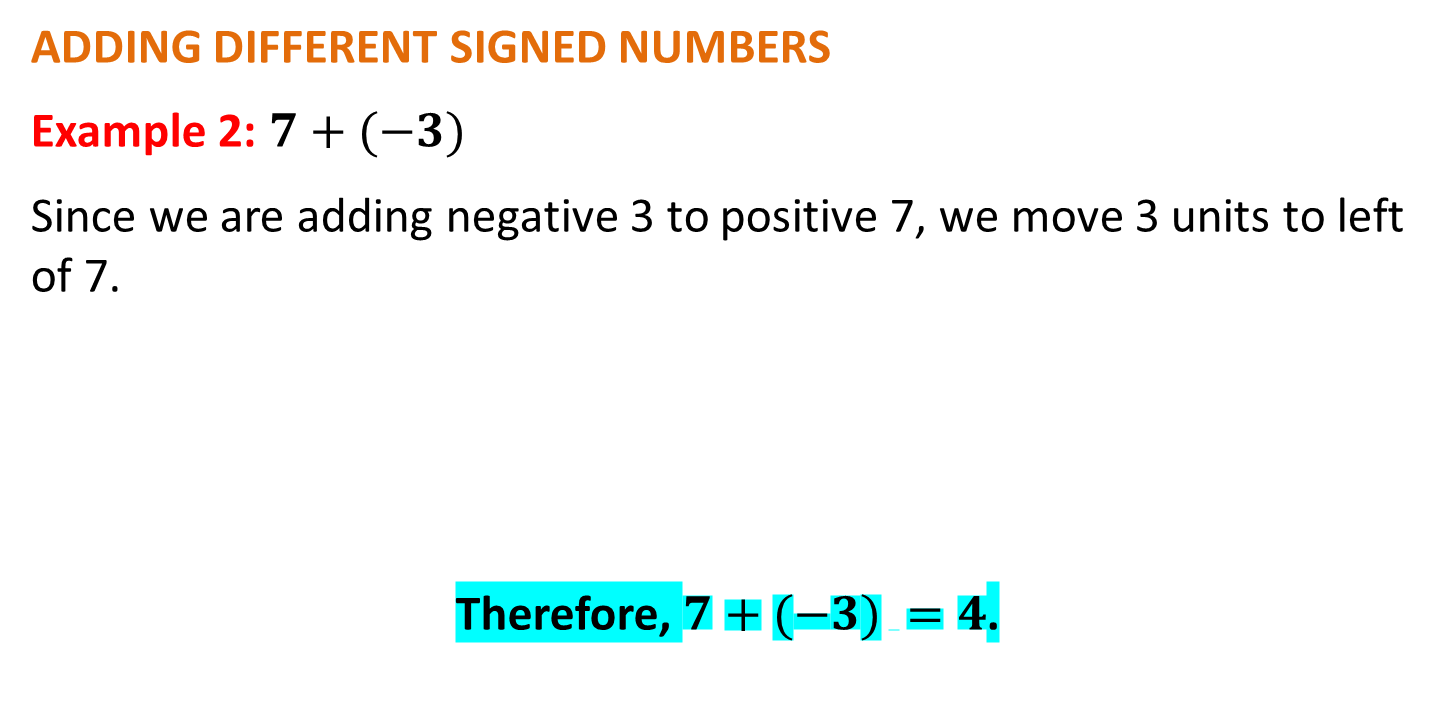 ADDING DIFFERENT SIGNED NUMBERS
Example 2: 7 + (−3)
Since we are adding negative 3 to positive 7, we move 3 units to left
of 7.
Therefore, 7 + (−3) = 4.